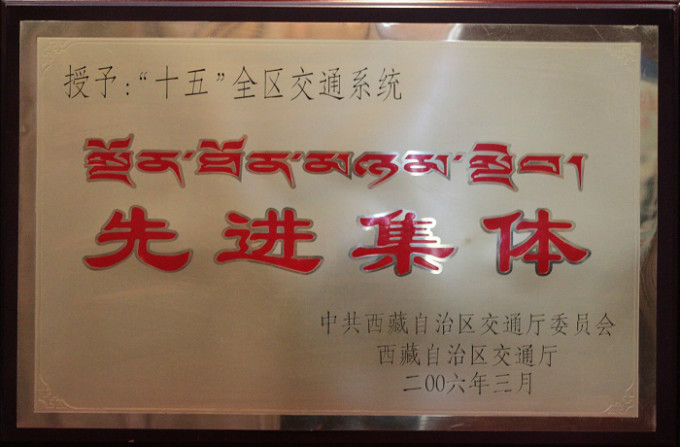 授予：“十五”全区交通系统
སྔོན་ཐོན་མཉམ་སྡེབ།
先进集体
中共西藏自治区交通厅委员会
西藏自治区交通厅
二00六年三月